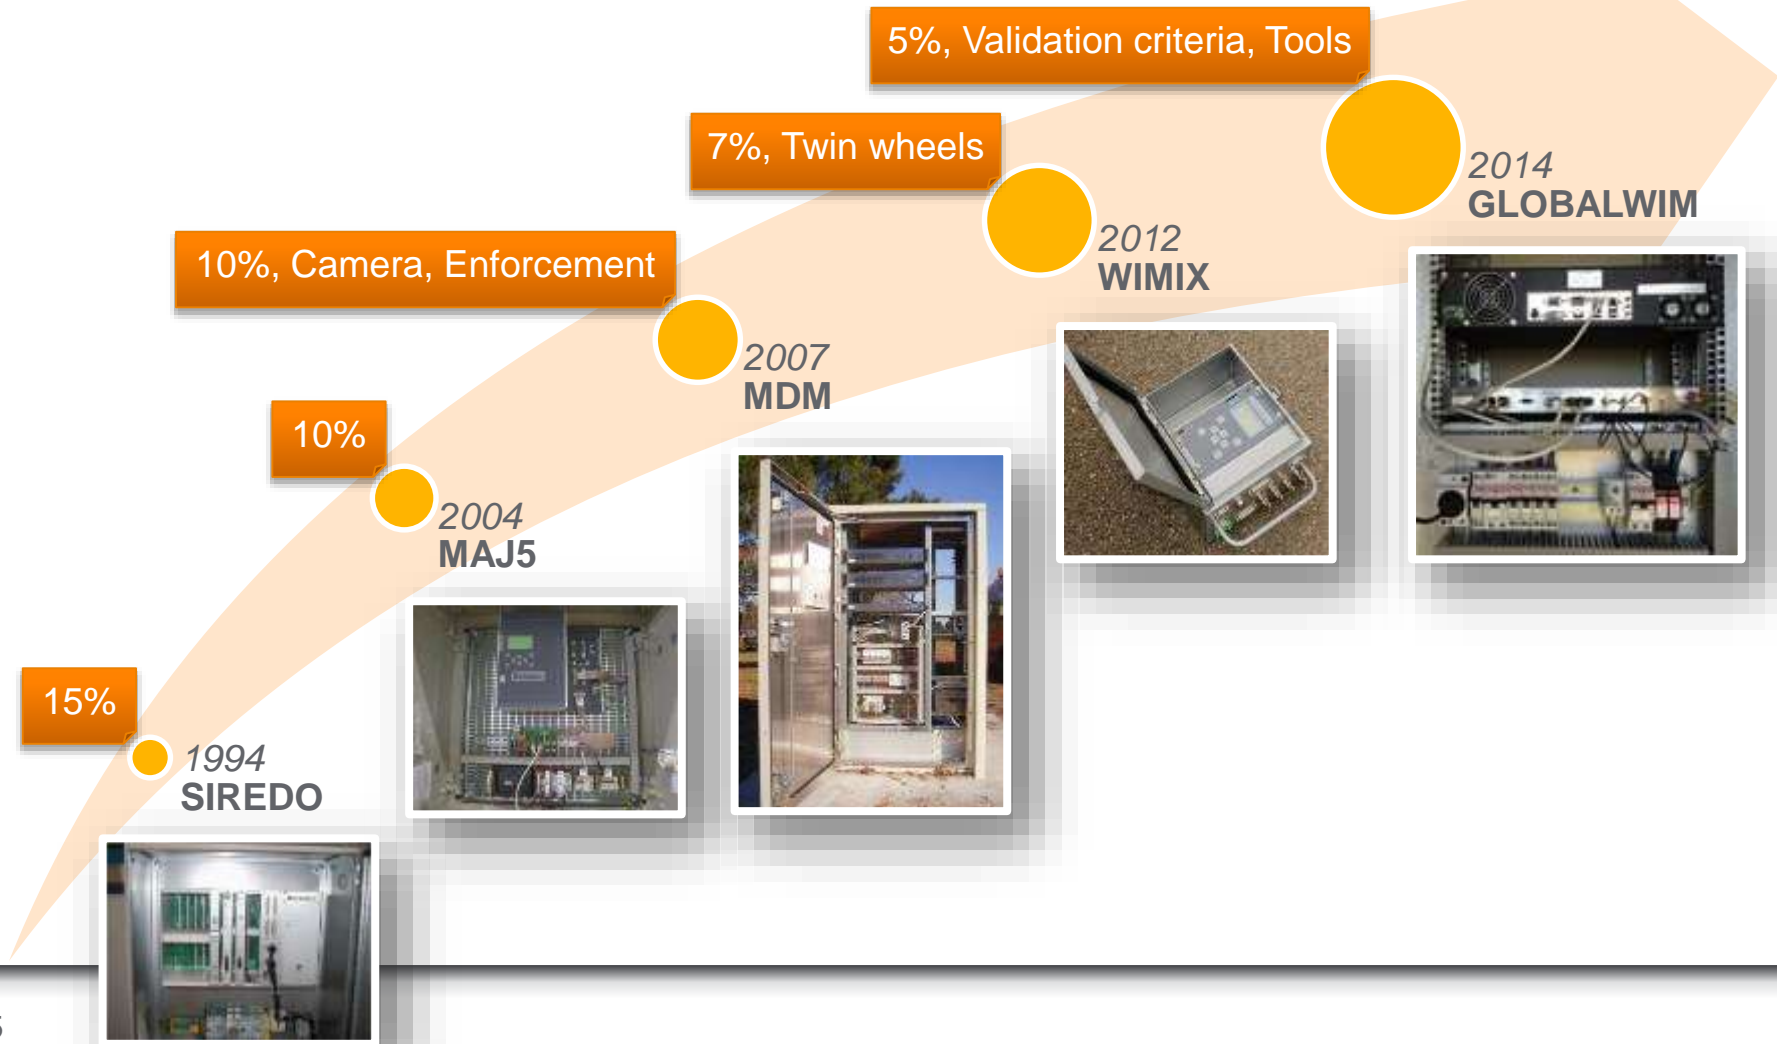 5%, Validation criteria, Tools
2014
GLOBALWIM
7%, Twin wheels
2012
WIMIX
10%, Camera, Enforcement
2007
MDM
10%
2004
MAJ5
15%
1994
SIREDO